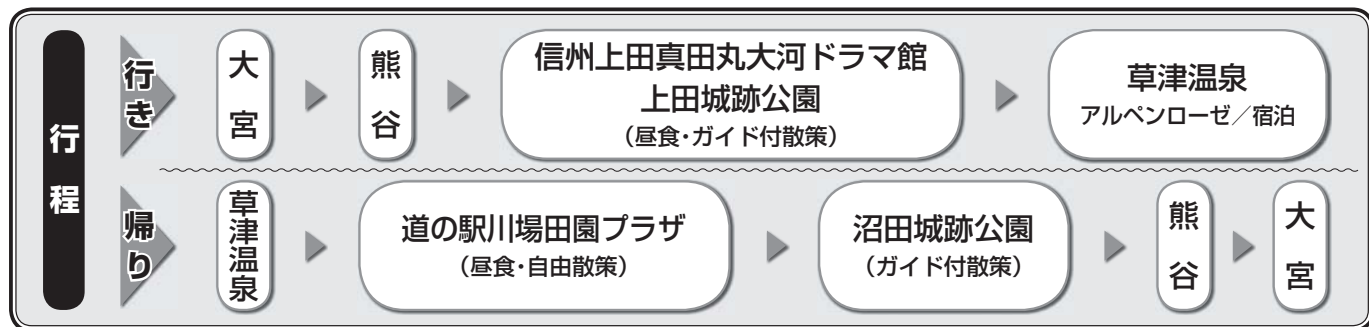 行程
行き
大宮
熊谷
信州上田真田丸大河ドラマ館
上田城跡公園
（昼食・ガイド付散策）
草津温泉
アルペンローゼ／宿泊
帰り
草津温泉
道の駅川場田園プラザ
（昼食・自由散策）
沼田城跡公園
（ガイド付散策）
熊谷
大宮